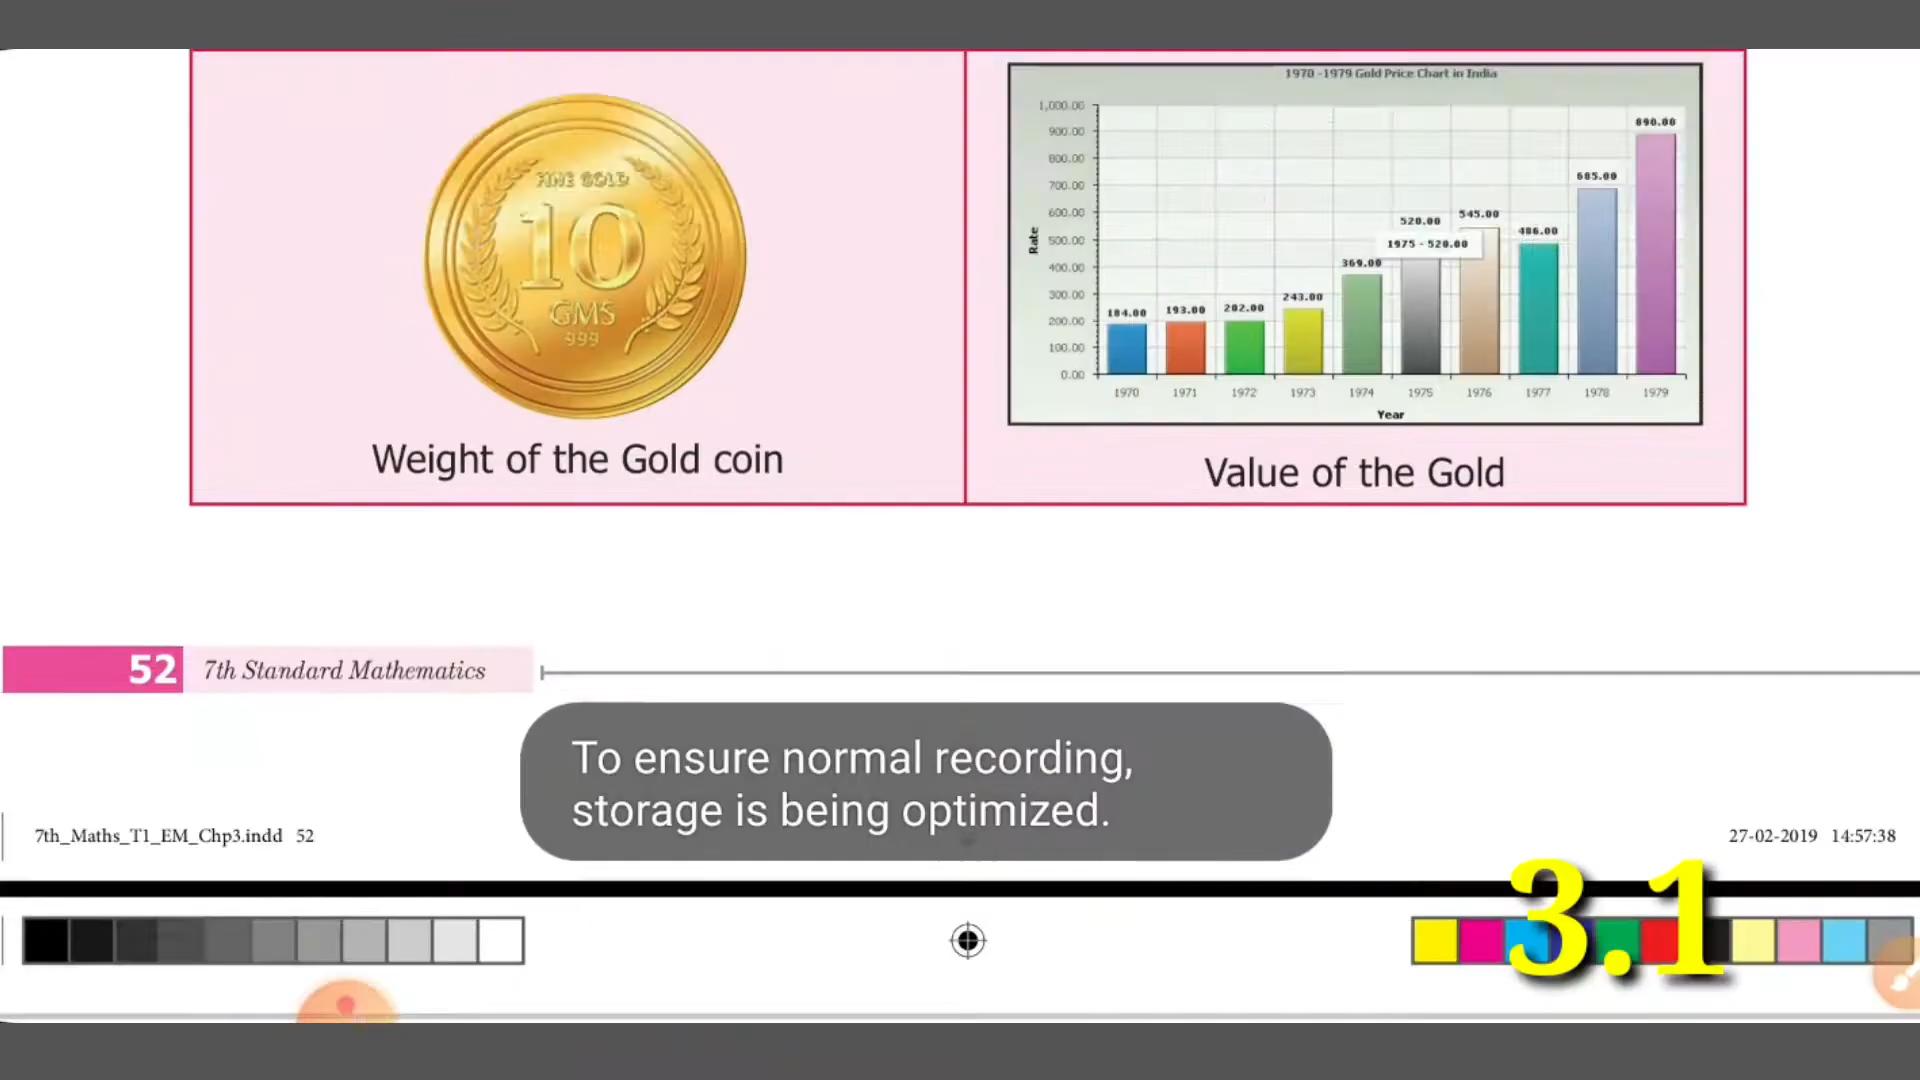 FINE GOLD
10
GMS
999
Weight of the Gold coin
1970 -1979 Gold Price Chart in India
1,000.00
900.00
800.00
700.00
600.00
500.00
400.00
300.00
200.00
100.00
0.00
Rate
184.00
193.00
202.00
243.00
369.00
520.00
1975 - 520.00
545.00
486.00
685.00
890.00
1970 1971 1972 1973 1974 1975 1976 1977 1978 1979
Year
Value of the Gold
52 7th Standard Mathematics
To ensure normal recording,
storage is being optimized.
7th_Maths_T1_EM_Chp3.indd 52
27-02-2019 14:57:38
3.1